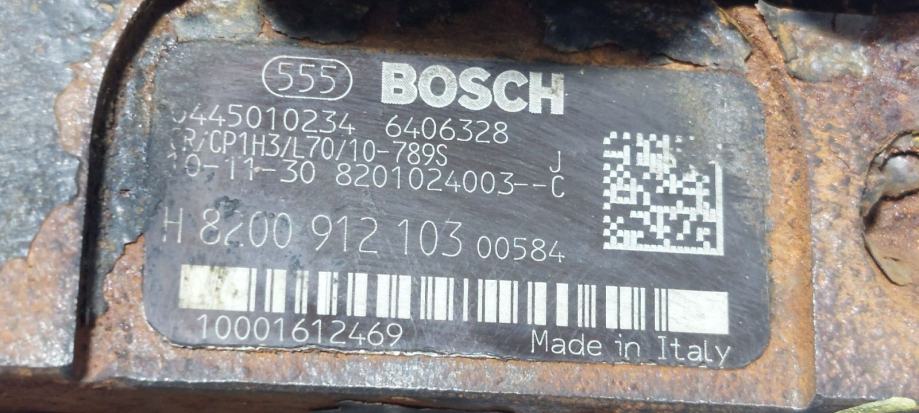 555 BOSCH
0445010234 6406328
CR/CP1H3/L70/10-789S J
10-11-30 8201024003--C
H 8200 912 103 00584
10001612469
Made in Italy